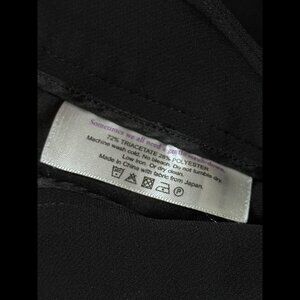 Sometimes we all need
72% TRIACETATE 28% POLYESTER
Machine wash cold. No bleach. Do not tumble dry.
Low iron. Or dry clean.
Made in China with fabric from Japan.